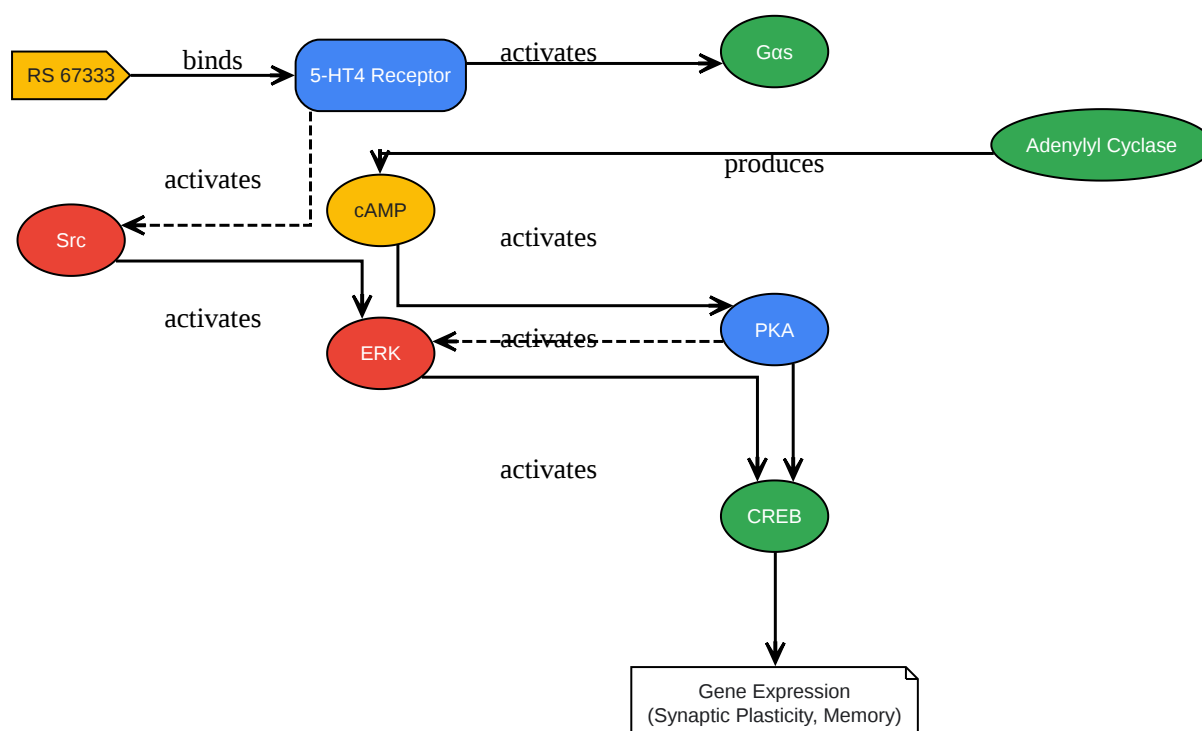 RS 67333
binds
5-HT4 Receptor
activates
Gαs
Adenylyl Cyclase
produces
cAMP
activates
Src
activates
activates
ERK
activates
PKA
activates
CREB
Gene Expression
(Synaptic Plasticity, Memory)